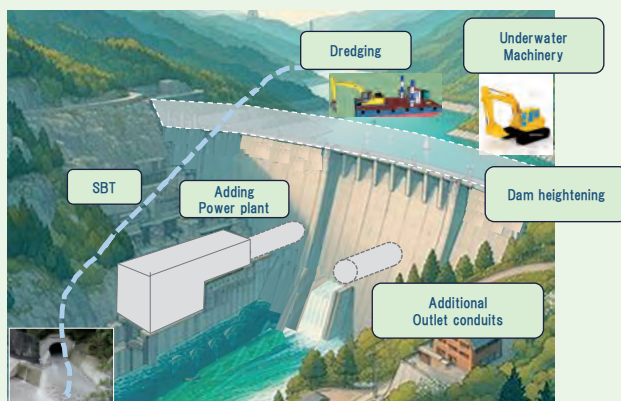 Dredging
Underwater
Machinery
SBT
Adding
Power plant
Dam heightening
Additional
Outlet conduits